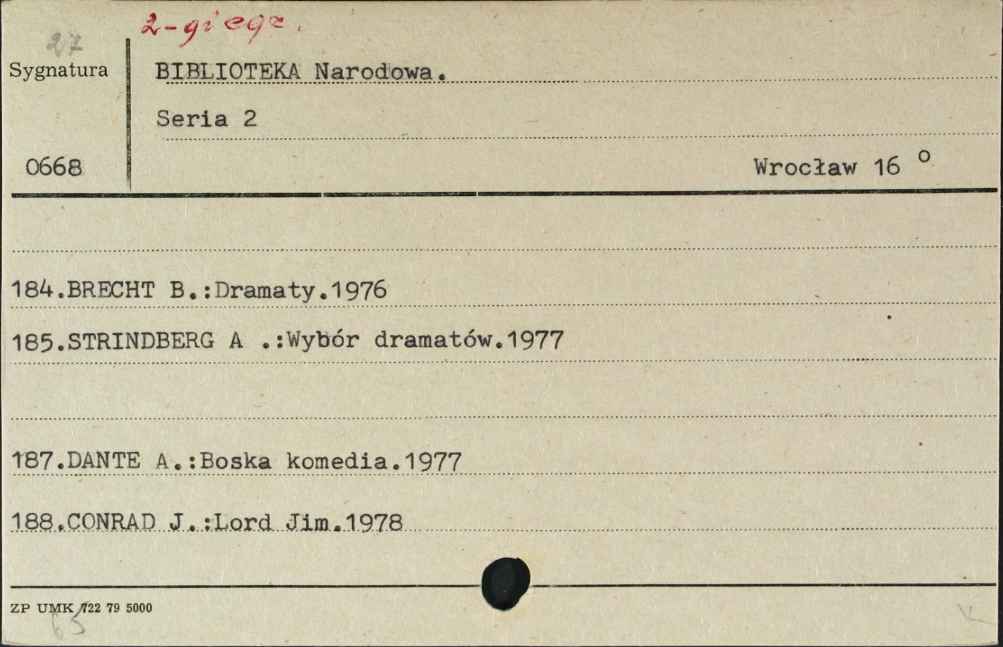 2-gi egz.
27
Sygnatura
BIBLIOTEKA Narodowa.
Seria 2
0668
Wrocław 16 °
184.BRECHT B.:Dramaty.1976
185.STRINDBERG A .:Wybór dramatów.1977
187.DANTE A.:Boska komedia.1977
188.CONRAD J.:Lord Jim.1978
ZP UMK 722 79 5000